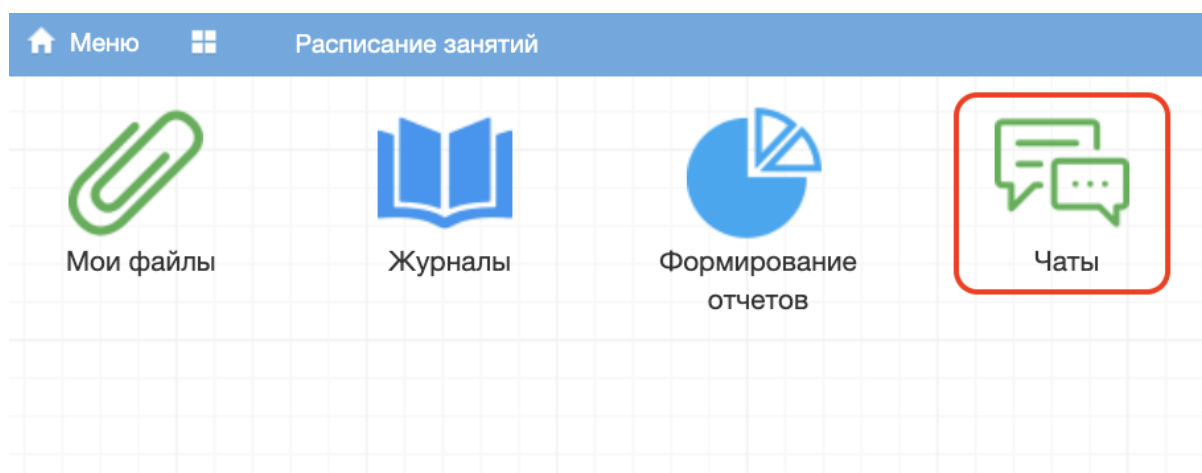 Меню
Расписание занятий
Мои файлы
Журналы
Формирование
отчетов
Чаты